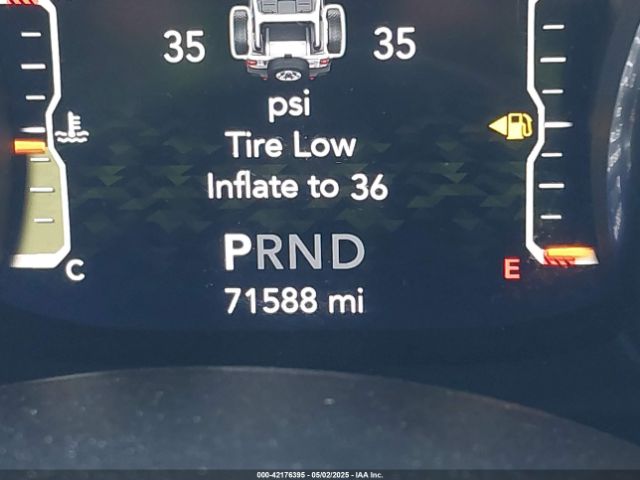 35 35
psi
Tire Low
Inflate to 36
PRND
C E
71588 mi
000-42176395 - 05/02/2025 - IAA Inc.